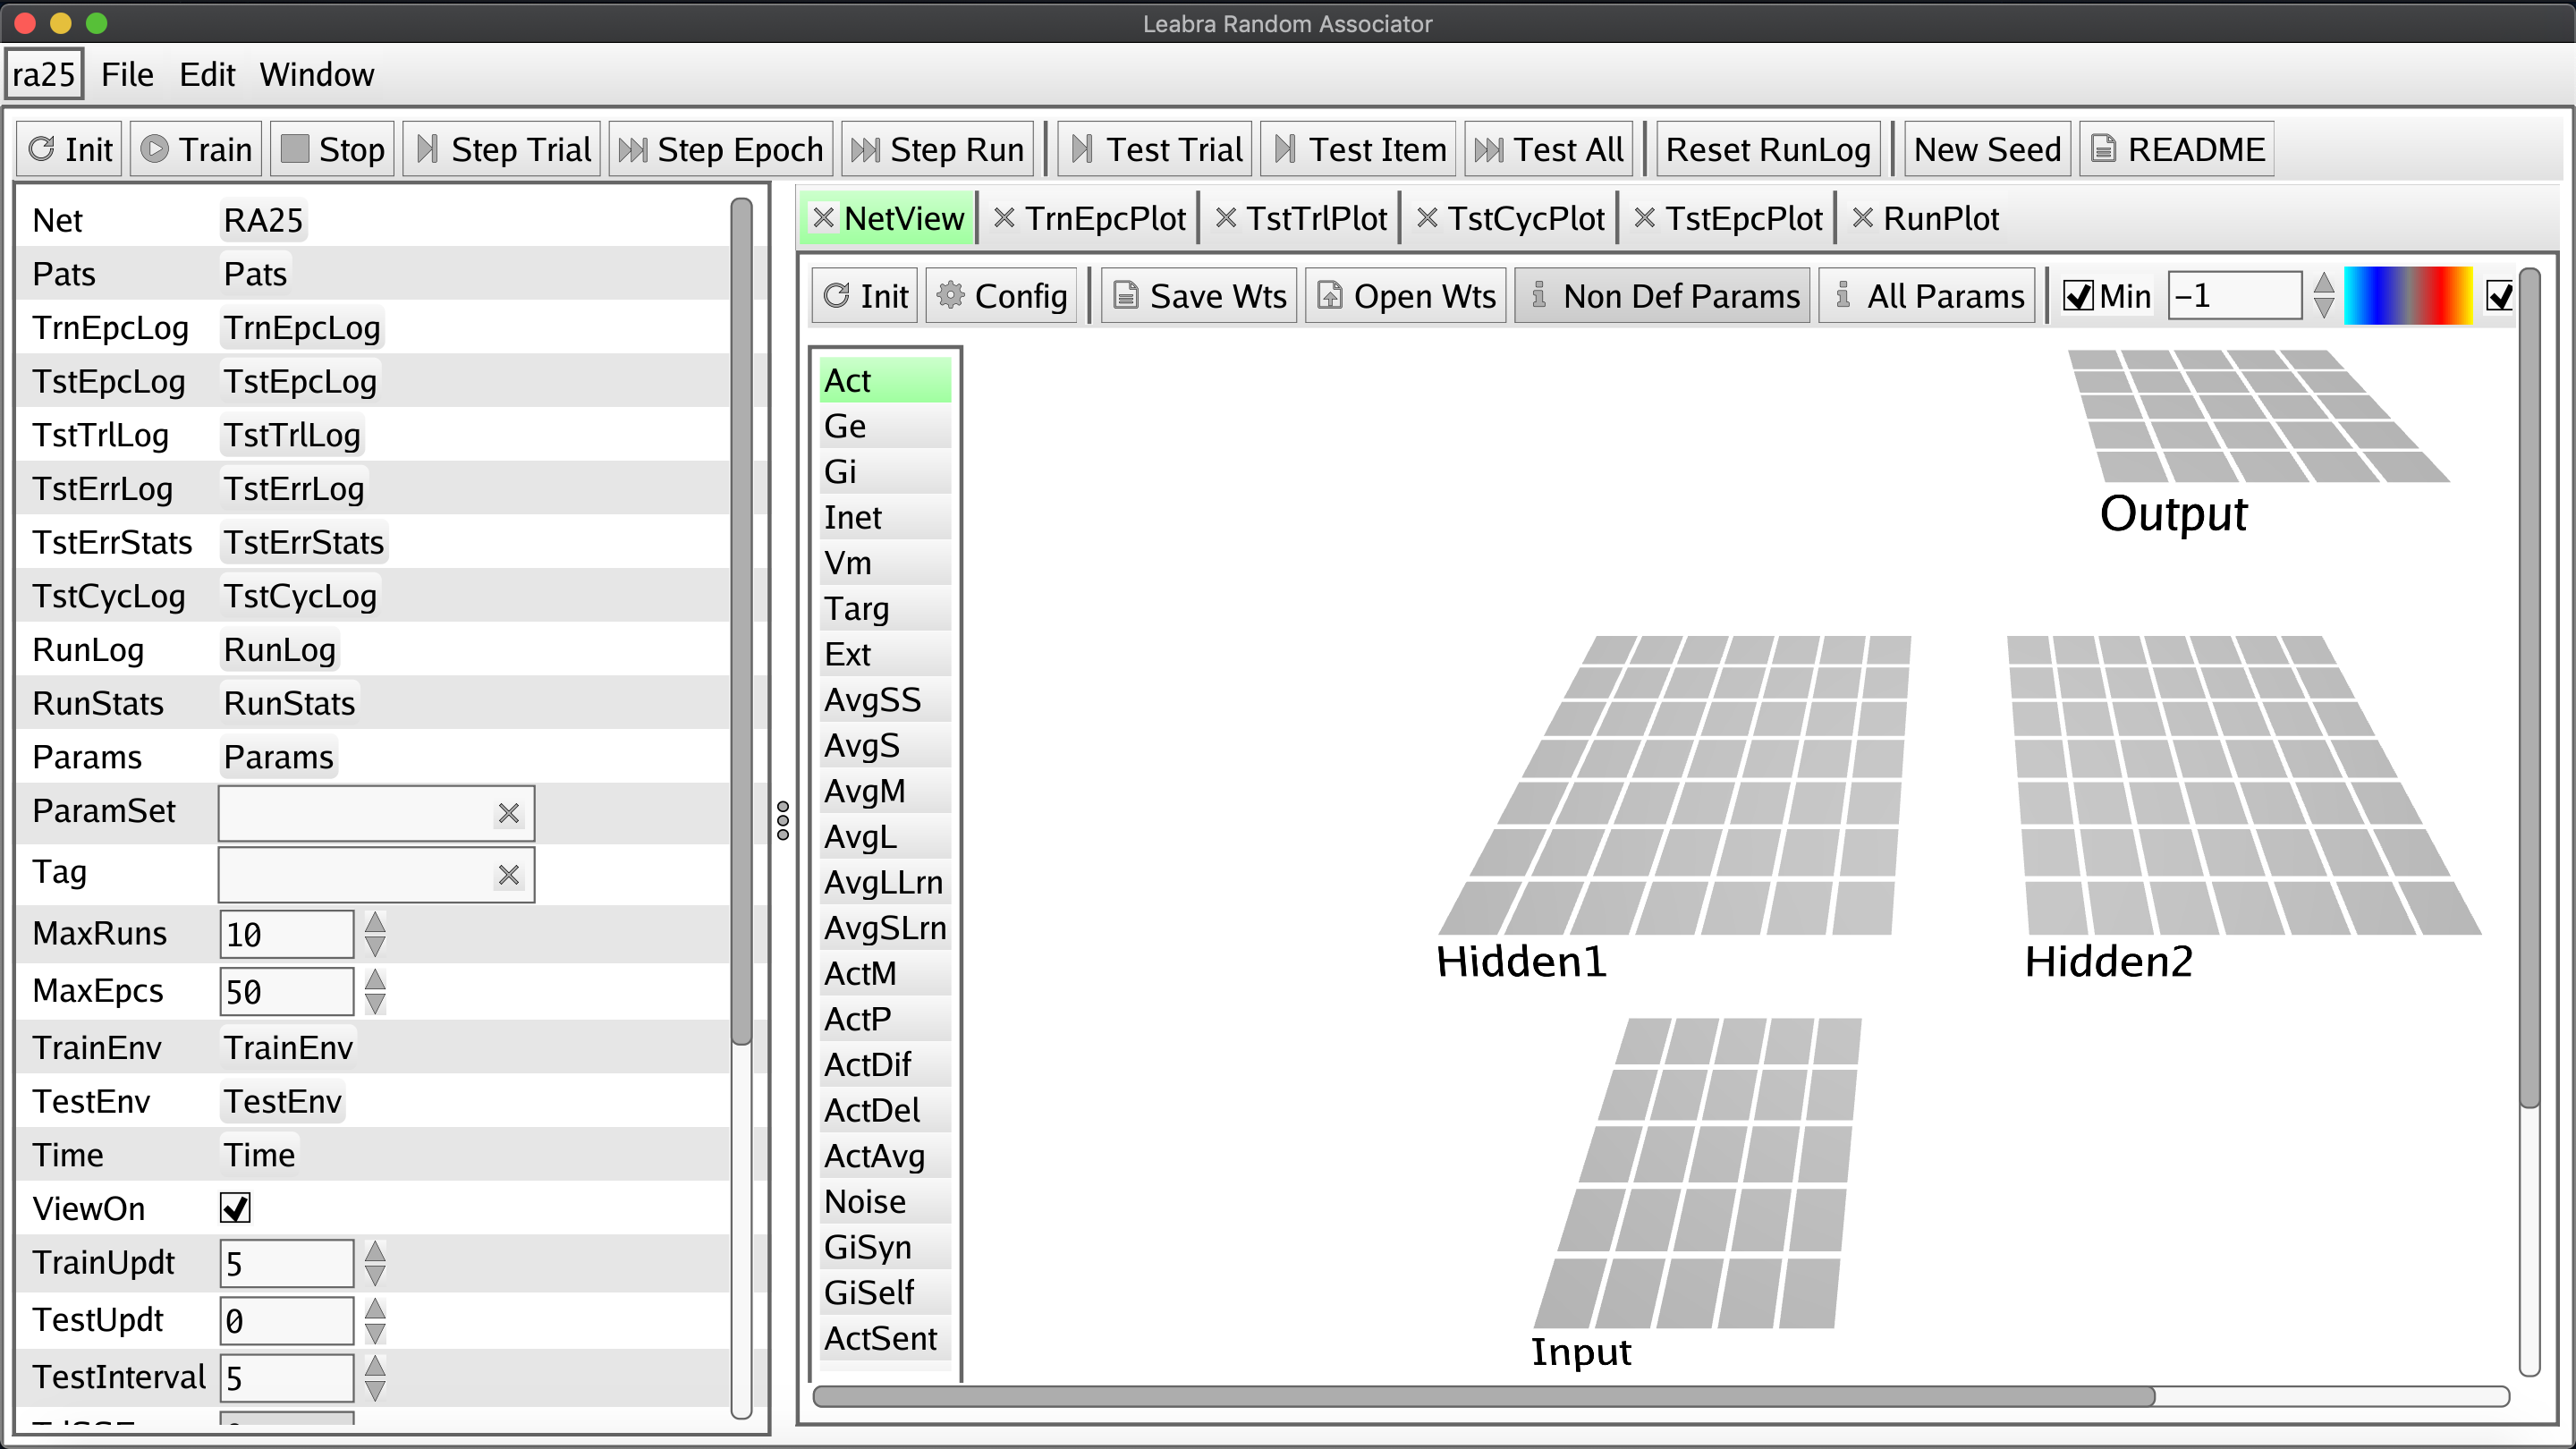 Leabra Random Associator
ra25 File Edit Window
Init Train Stop Step Trial Step Epoch Step Run Test Trial Test Item Test All Reset RunLog New Seed README
Net RA25
Pats Pats
TrnEpcLog TrnEpcLog
TstEpcLog TstEpcLog
TstTrlLog TstTrlLog
TstErrLog TstErrLog
TstErrStats TstErrStats
TstCycLog TstCycLog
RunLog RunLog
RunStats RunStats
Params Params
ParamSet
Tag
MaxRuns 10
MaxEpcs 50
TrainEnv TrainEnv
TestEnv TestEnv
Time Time
ViewOn
TrainUpdt 5
TestUpdt 0
TestInterval 5
NetView TrnEpcPlot TstTrlPlot TstCycPlot TstEpcPlot RunPlot
Init Config Save Wts Open Wts Non Def Params All Params Min -1
Act
Ge
Gi
Inet
Vm
Targ
Ext
AvgSS
AvgS
AvgM
AvgL
AvgLLrn
AvgSLrn
ActM
ActP
ActDif
ActDel
ActAvg
Noise
GiSyn
GiSelf
ActSent
Output
Hidden1 Hidden2
Input